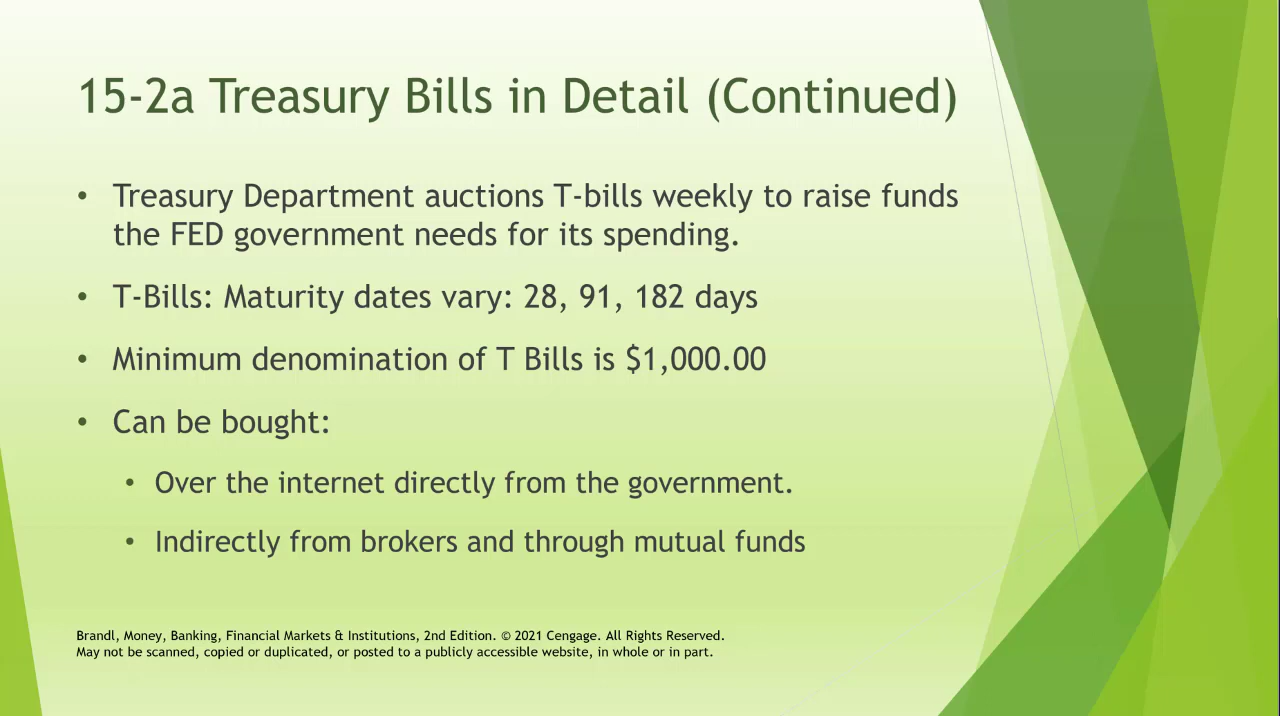 15-2a Treasury Bills in Detail (Continued)
• Treasury Department auctions T-bills weekly to raise funds
the FED government needs for its spending.
• T-Bills: Maturity dates vary: 28, 91, 182 days
• Minimum denomination of T Bills is $1,000.00
• Can be bought:
• Over the internet directly from the government.
• Indirectly from brokers and through mutual funds
Brandl, Money, Banking, Financial Markets & Institutions, 2nd Edition. © 2021 Cengage. All Rights Reserved.
May not be scanned, copied or duplicated, or posted to a publicly accessible website, in whole or in part.